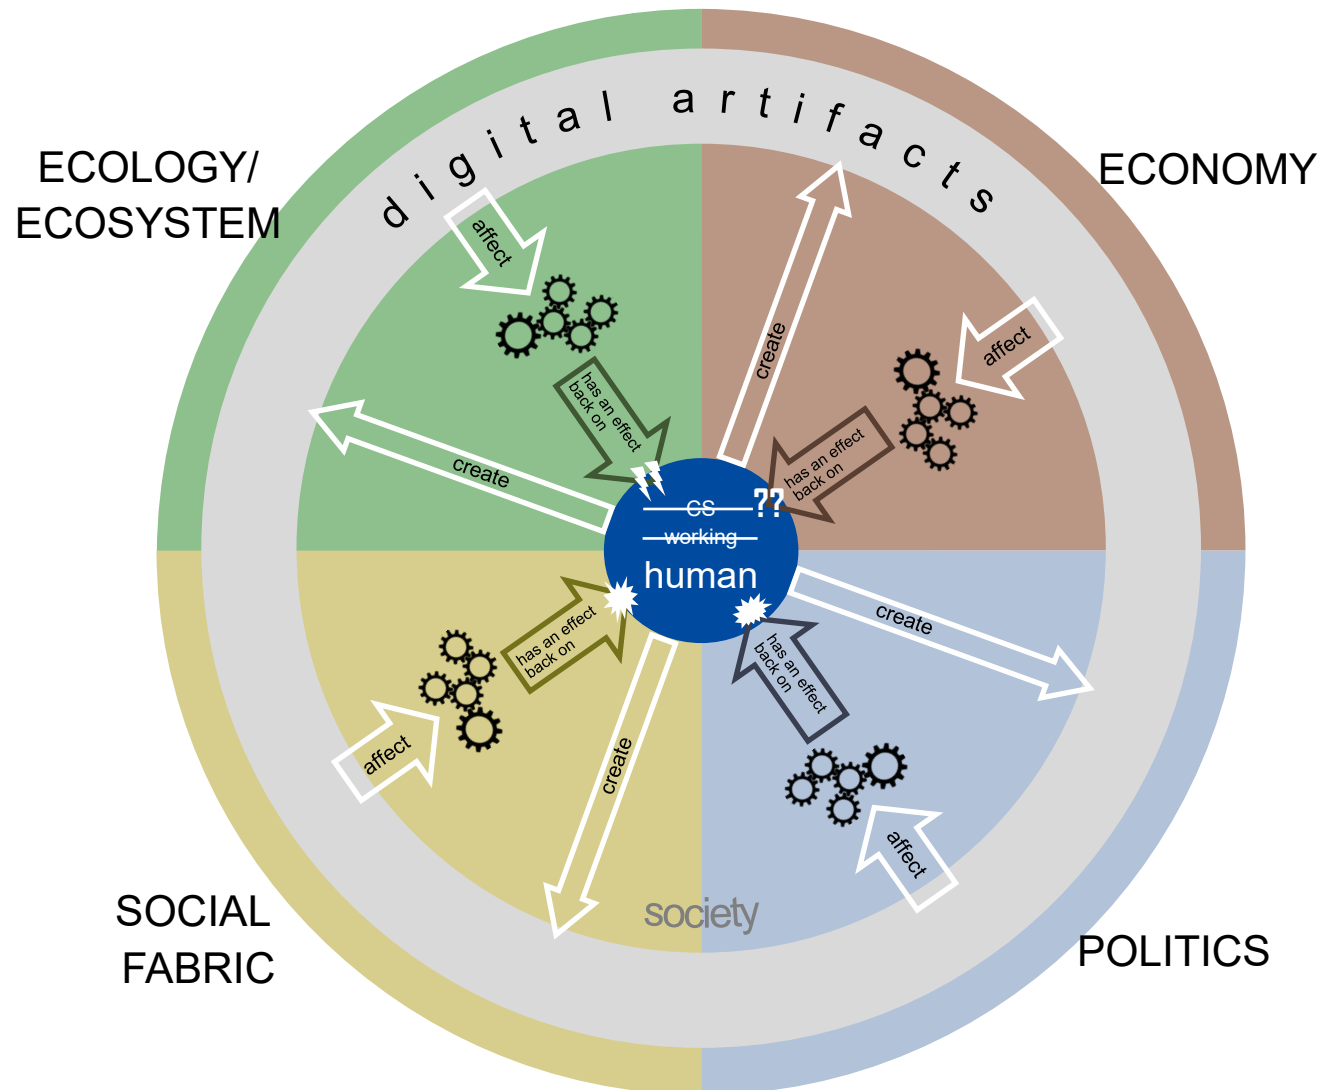 digital artifacts
ECOLOGY/
ECOSYSTEM
ECONOMY
affect
create
affect
has an effect
back on
has an effect
back on
create
CS
??
working
human
create
has an effect
back on
has an effect
back on
affect
create
affect
society
SOCIAL
FABRIC
POLITICS